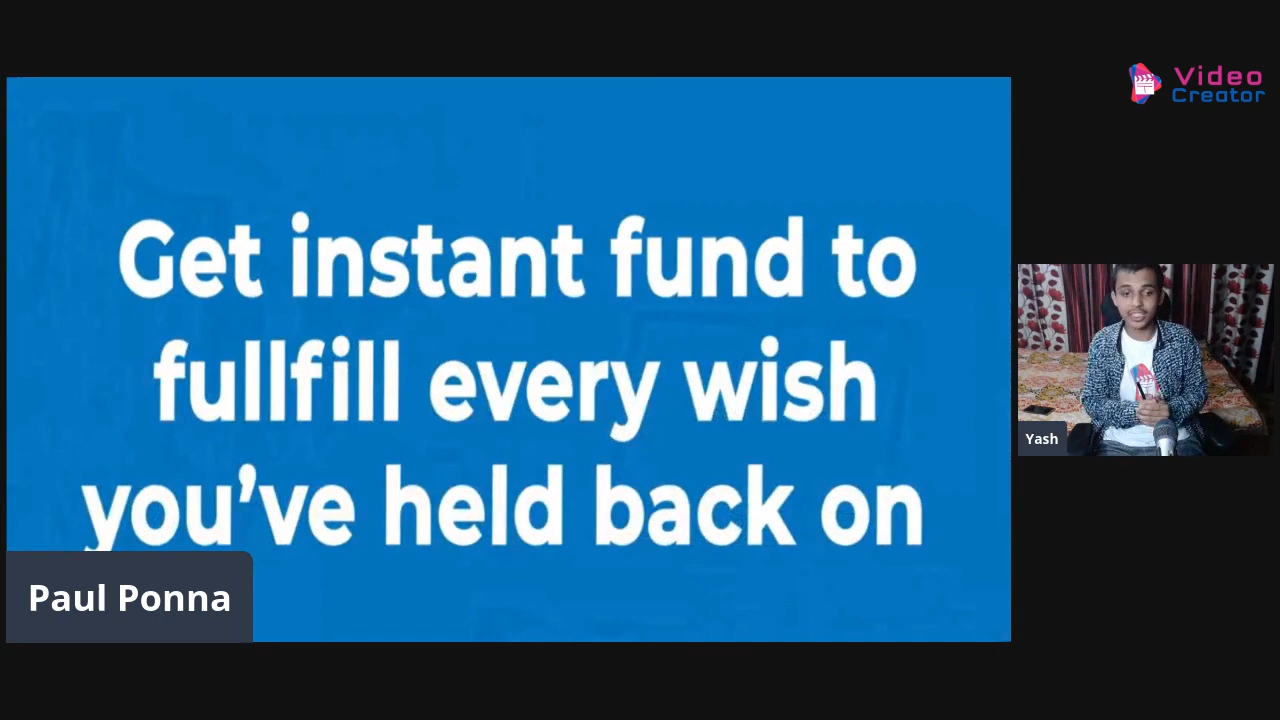 Video
Creator
Get instant fund to
fullfill every wish
you've held back on
Paul Ponna
Yash